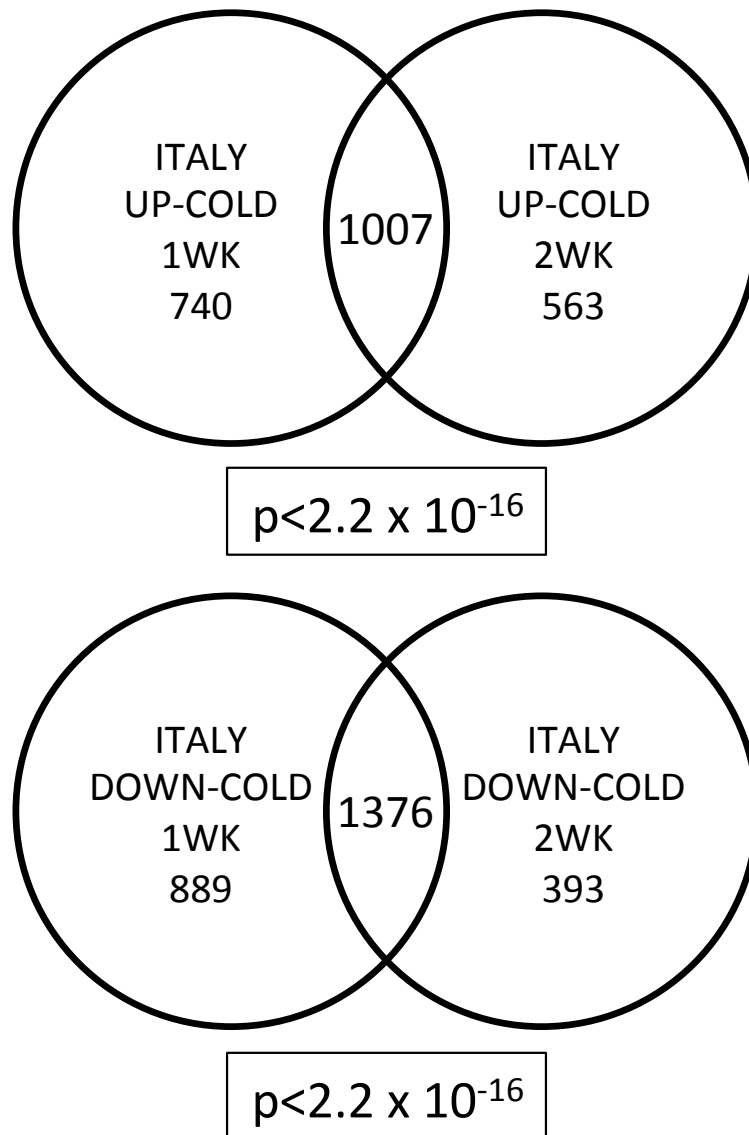 ITALY
UP-COLD
1WK
740
1007
ITALY
UP-COLD
2WK
563
p<2.2 x 10⁻¹⁶
ITALY
DOWN-COLD
1WK
889
1376
ITALY
DOWN-COLD
2WK
393
p<2.2 x 10⁻¹⁶